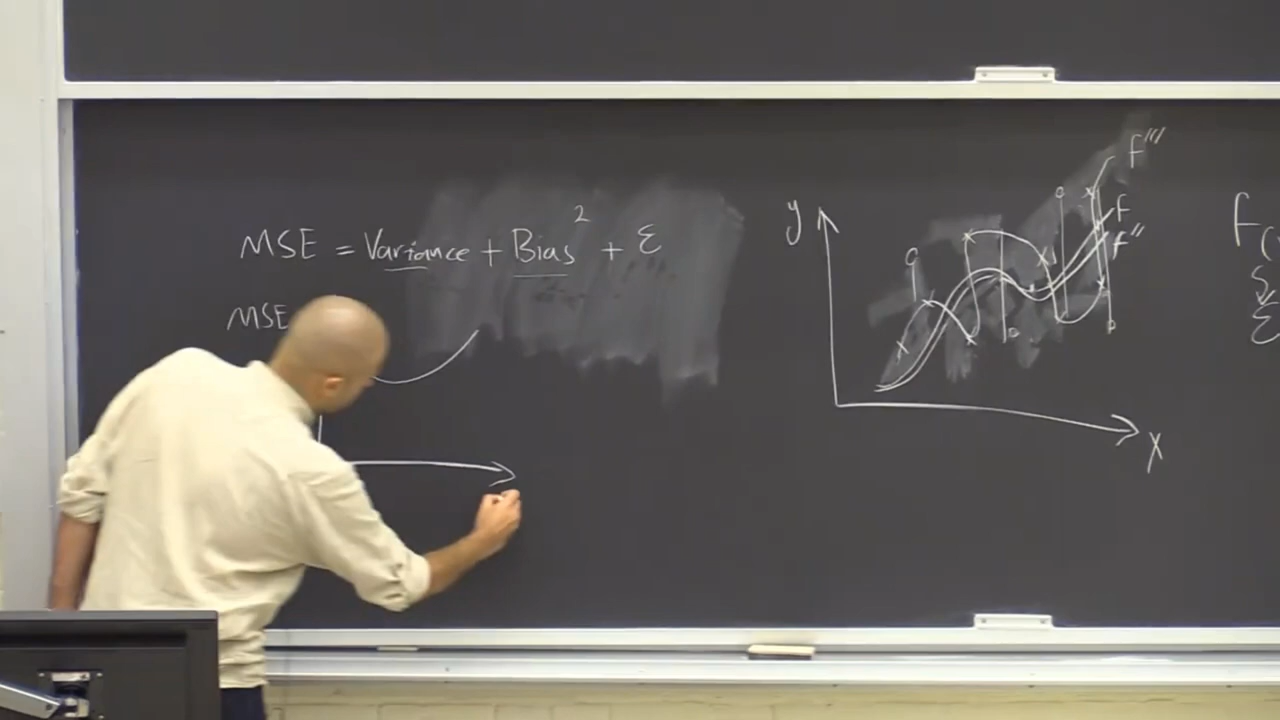 MSE = Variance + Bias² + ε
MSE
y
f'''
f
f''
x
f(
ε